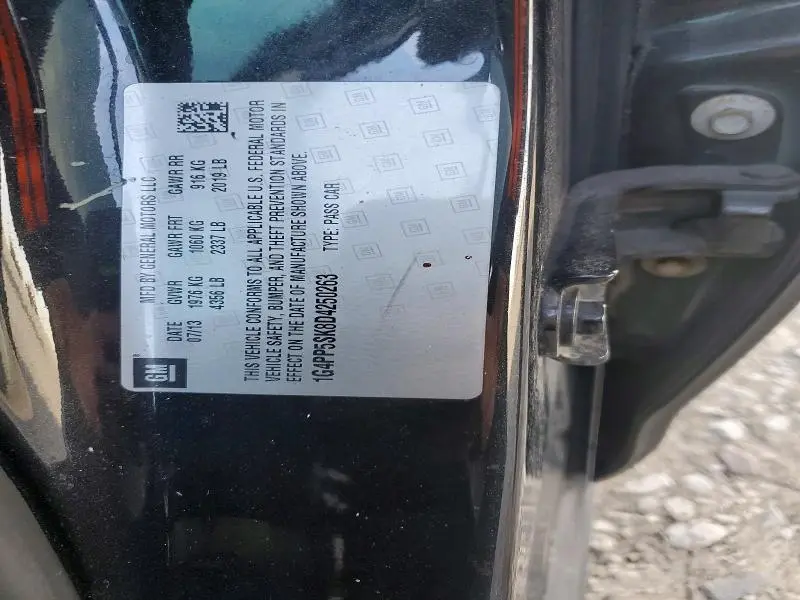 GM
MFD BY GENERAL MOTORS LLC
DATE GVWR GAWR FRT GAWR RR
07/13 1976 KG 1060 KG 916 KG
4356 LB 2337 LB 2019 LB
THIS VEHICLE CONFORMS TO ALL APPLICABLE U.S. FEDERAL MOTOR
VEHICLE SAFETY, BUMPER, AND THEFT PREVENTION STANDARDS IN
EFFECT ON THE DATE OF MANUFACTURE SHOWN ABOVE.
1G4PP5SK8D4250263 TYPE: PASS CAR